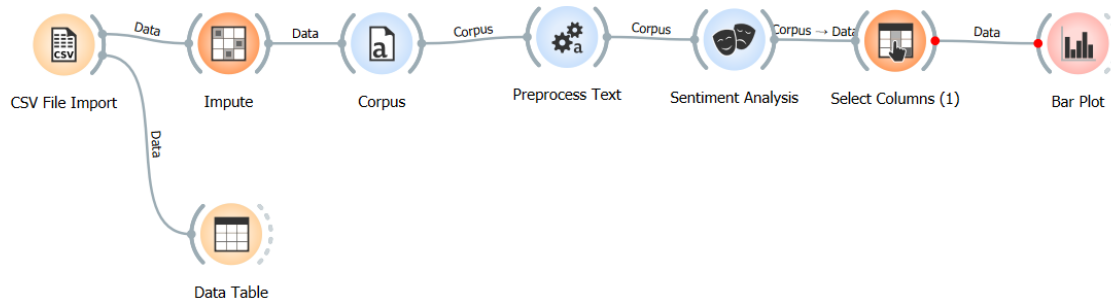 Data
Data
Corpus
Corpus
Corpus → Data
Data
csv
a
a
CSV File Import
Impute
Corpus
Preprocess Text
Sentiment Analysis
Select Columns (1)
Bar Plot
Data
Data Table